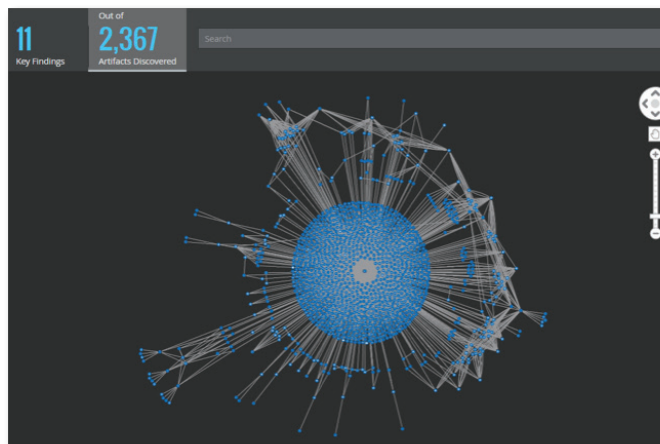 Out of
11
2,367
Key Findings
Artifacts Discovered
Search